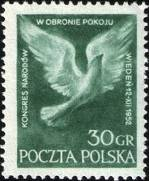 W OBRONIE POKOJU
KONGRES NARODÓW
WIEDEŃ 12-XII-1952
30 GR
POCZTA POLSKA